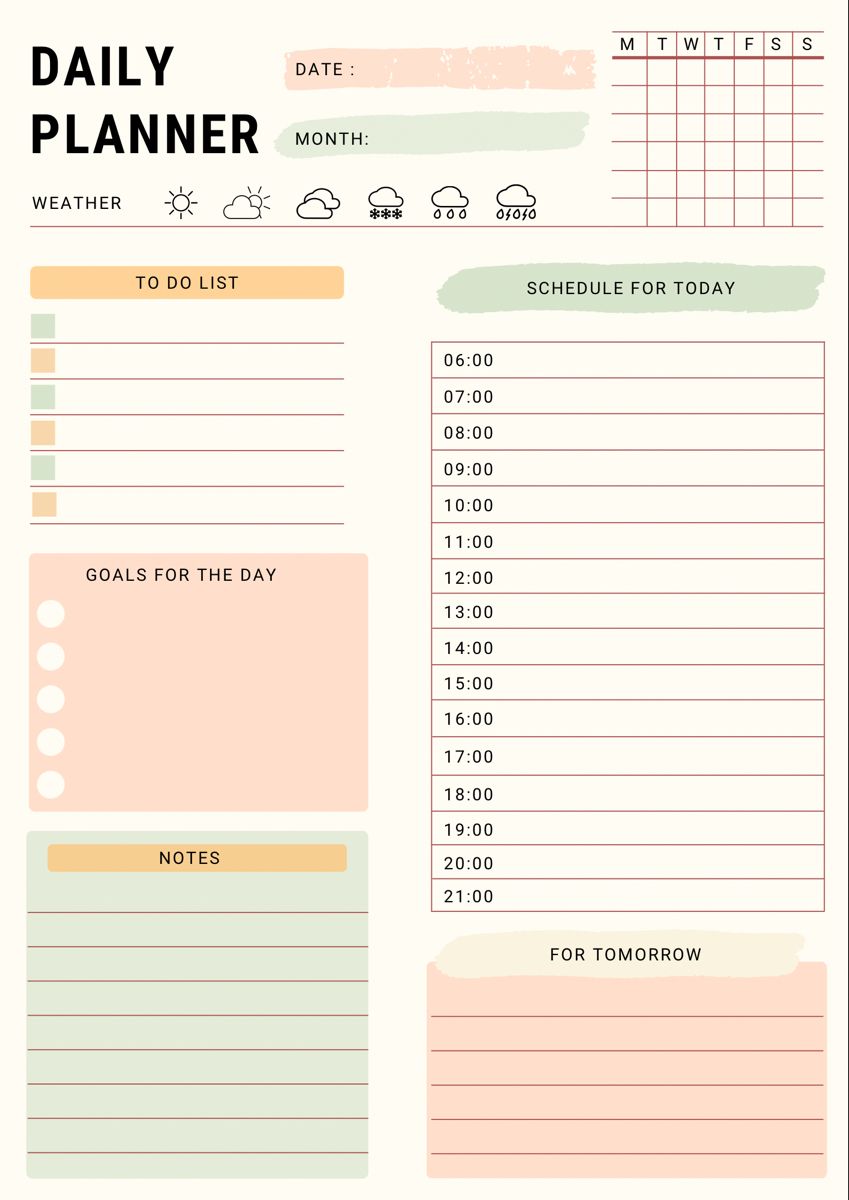 DAILY
PLANNER
DATE :
MONTH:
M T W T F S S
WEATHER
TO DO LIST
GOALS FOR THE DAY
NOTES
SCHEDULE FOR TODAY
06:00
07:00
08:00
09:00
10:00
11:00
12:00
13:00
14:00
15:00
16:00
17:00
18:00
19:00
20:00
21:00
FOR TOMORROW